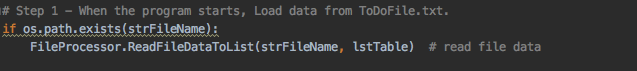 # Step 1 - When the program starts, Load data from ToDoFile.txt.
if os.path.exists(strFileName):
    FileProcessor.ReadFileDataToList(strFileName, lstTable)  # read file data